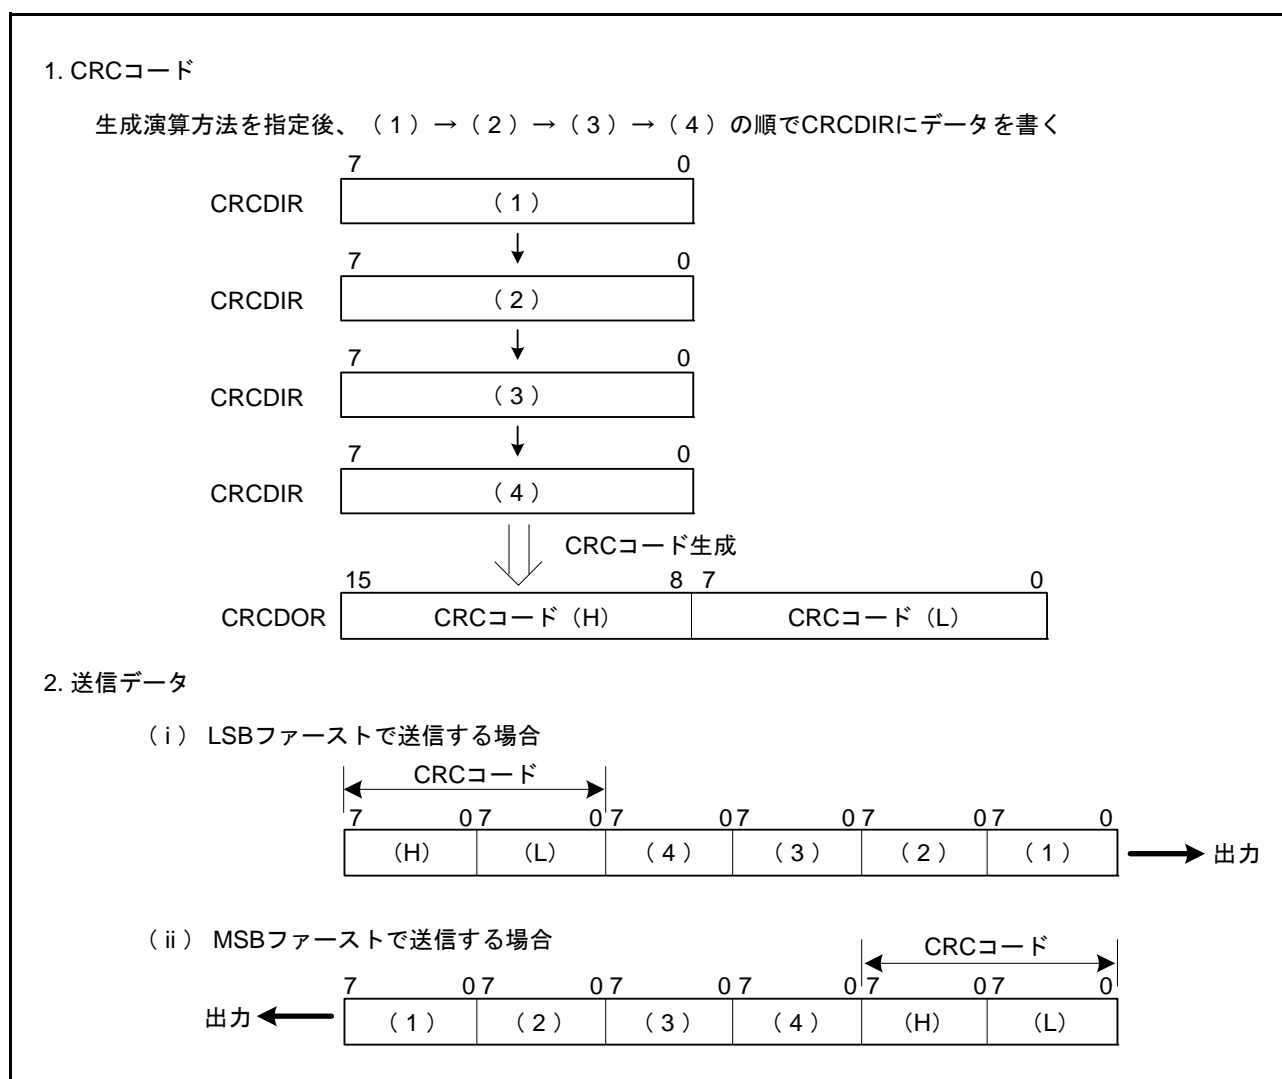 1. CRCコード
生成演算方法を指定後、（1）→（2）→（3）→（4）の順でCRCDIRにデータを書く
7 0
CRCDIR （1）
7 0
CRCDIR （2）
7 0
CRCDIR （3）
7 0
CRCDIR （4）
CRCコード生成
15 8 7 0
CRCDOR CRCコード（H） CRCコード（L）
2. 送信データ
（i） LSBファーストで送信する場合
CRCコード
7 0 7 0 7 0 7 0 7 0 7 0
（H） （L） （4） （3） （2） （1） 出力
（ii） MSBファーストで送信する場合
CRCコード
7 0 7 0 7 0 7 0 7 0 7 0
出力 （1） （2） （3） （4） （H） （L）